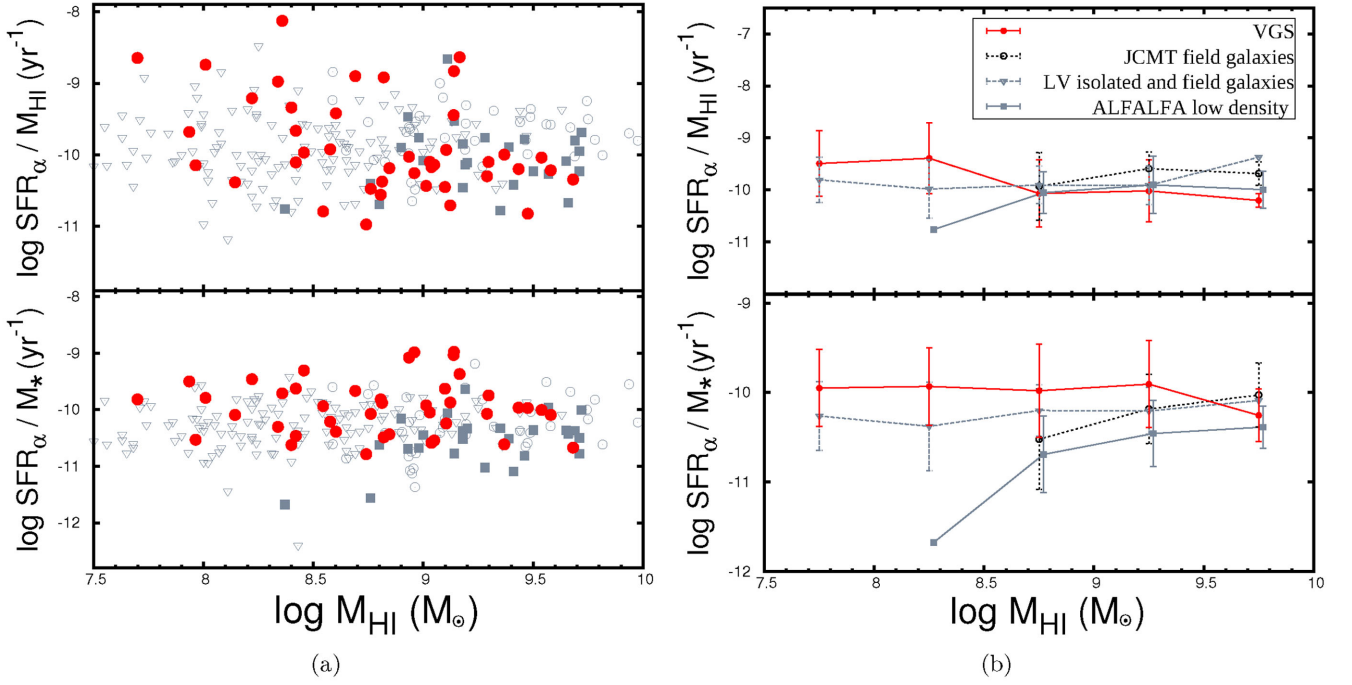 -8
-9
-10
-11
log SFRα / MHI (yr-1)
-8
-9
-10
-11
-12
log SFRα / M★ (yr-1)
7.5 8 8.5 9 9.5 10
log MHI (M⊙)
(a)
-7
-8
-9
-10
-11
log SFRα / MHI (yr-1)
VGS
JCMT field galaxies
LV isolated and field galaxies
ALFALFA low density
-9
-10
-11
-12
log SFRα / M★ (yr-1)
7.5 8 8.5 9 9.5 10
log MHI (M⊙)
(b)